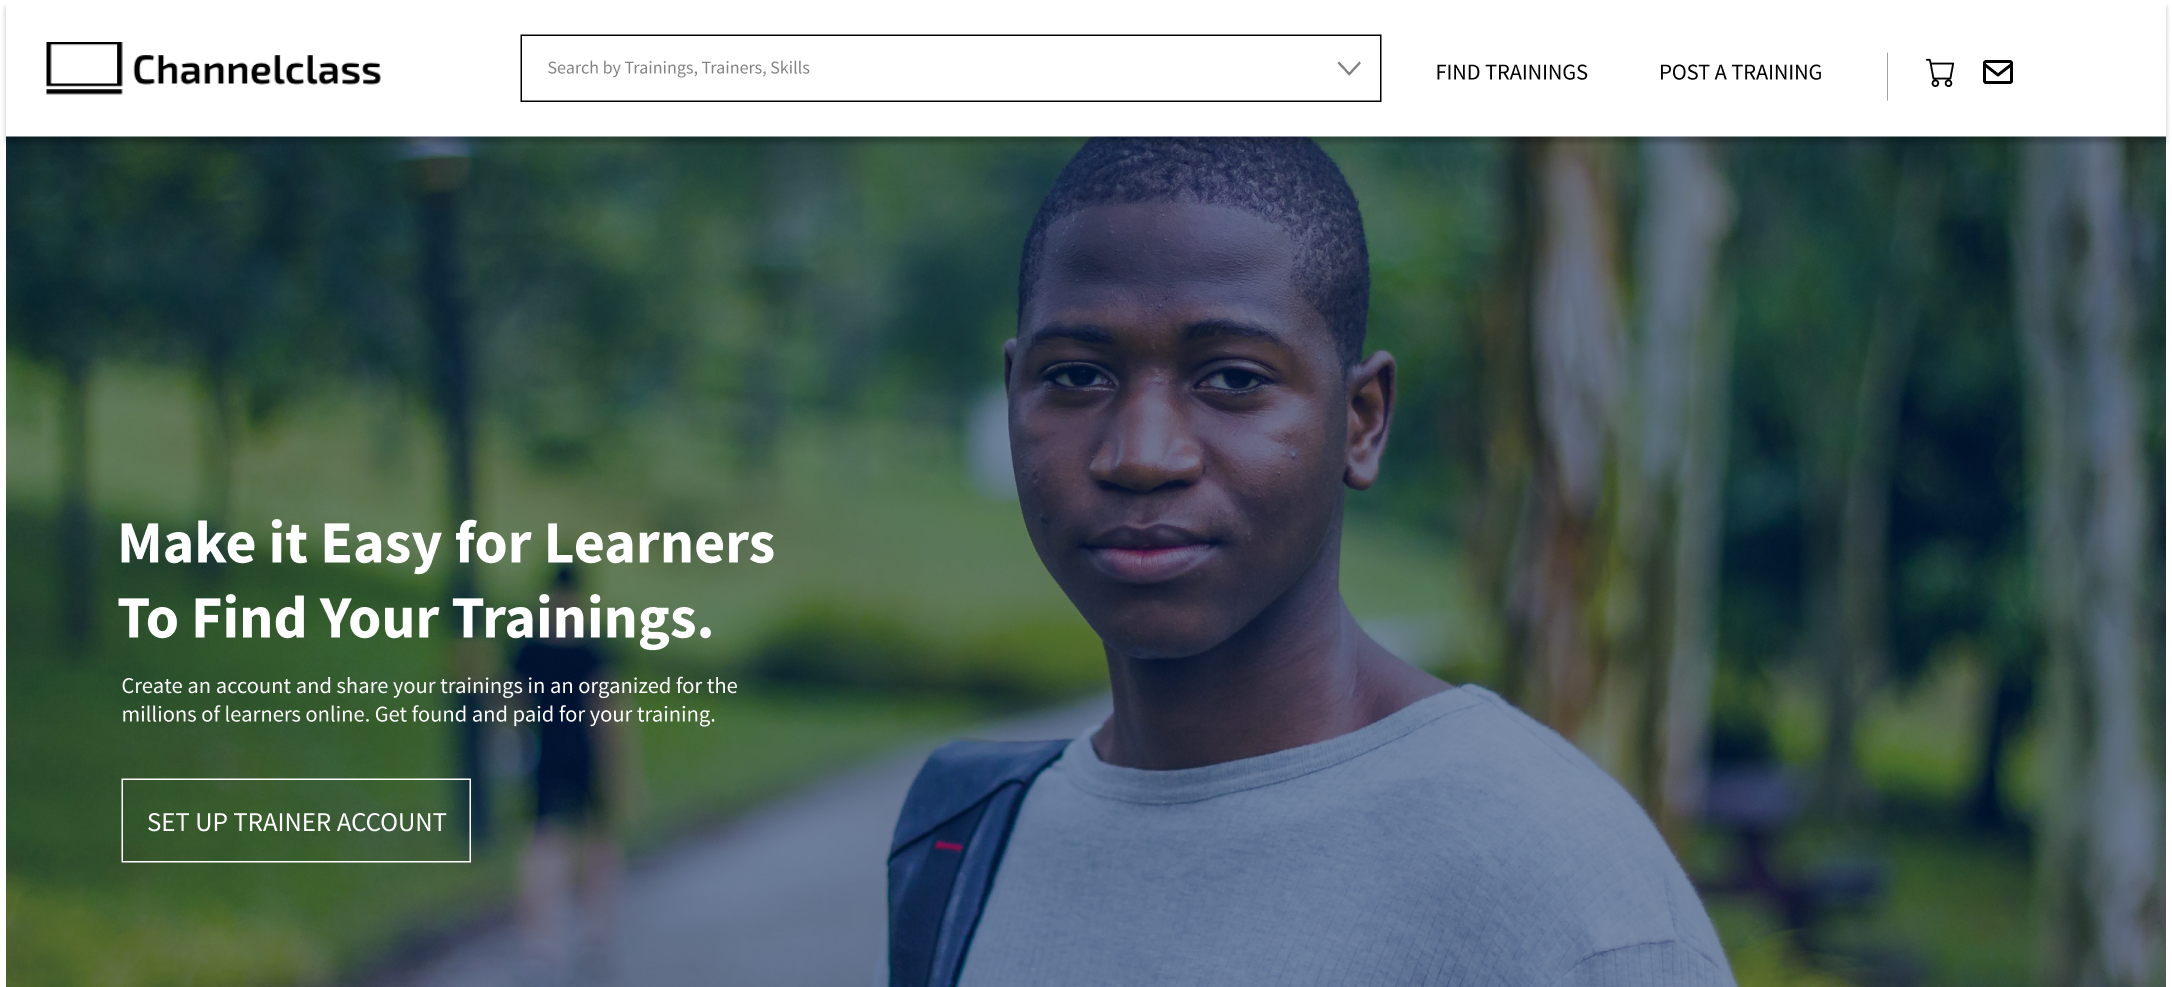 Channelclass
Search by Trainings, Trainers, Skills
FIND TRAININGS
POST A TRAINING
Make it Easy for Learners
To Find Your Trainings.
Create an account and share your trainings in an organized for the
millions of learners online. Get found and paid for your training.
SET UP TRAINER ACCOUNT